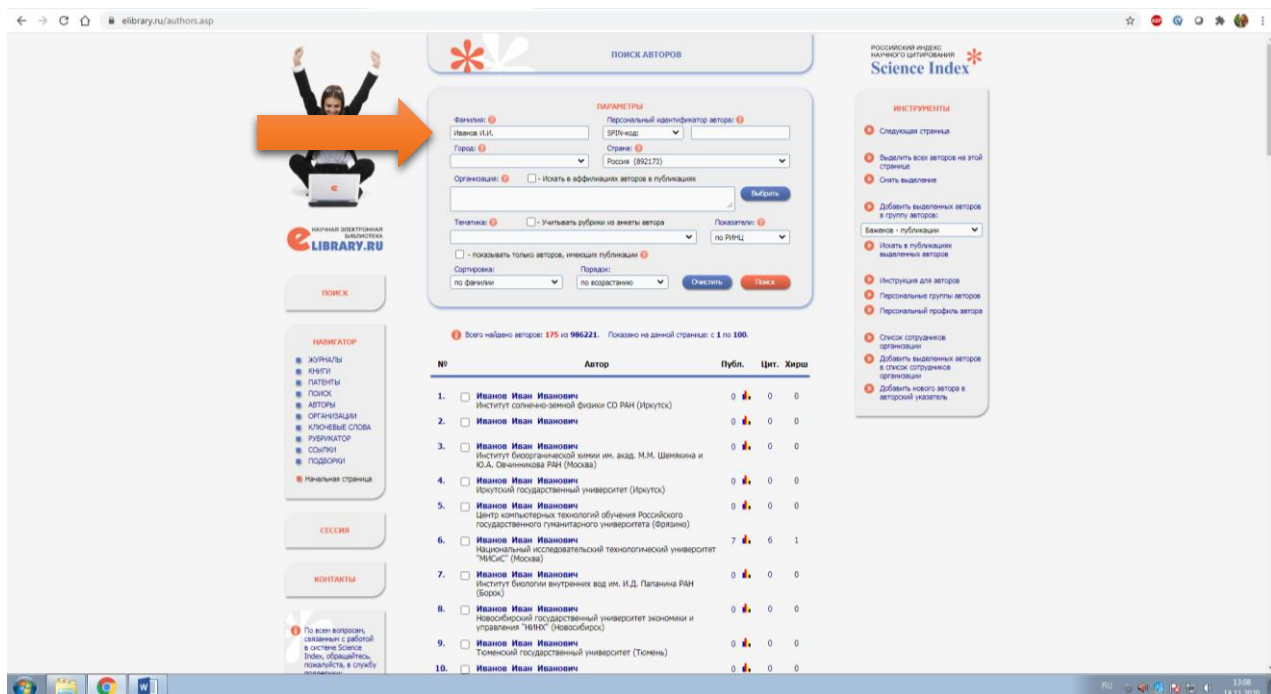 elibrary.ru/authors.asp
ABP
НАУЧНАЯ ЭЛЕКТРОННАЯ
БИБЛИОТЕКА
eLIBRARY.RU
ПОИСК
НАВИГАТОР
ЖУРНАЛЫ
КНИГИ
ПАТЕНТЫ
ПОИСК
АВТОРЫ
ОРГАНИЗАЦИИ
КЛЮЧЕВЫЕ СЛОВА
РУБРИКАТОР
ССЫЛКИ
ПОДБОРКИ
Начальная страница
СЕССИЯ
КОНТАКТЫ
По всем вопросам,
связанным с работой
в системе Science
Index, обращайтесь,
пожалуйста, в службу
поддержки:
ПОИСК АВТОРОВ
ПАРАМЕТРЫ
Фамилия: Персональный идентификатор автора:
Иванов И.И. SPIN-код:
Город: Страна:
Россия (892173)
Организация: - Искать в аффилиациях авторов в публикациях
Выбрать
Тематика: - Учитывать рубрики из анкеты автора Показатели:
по РИНЦ
- показывать только авторов, имеющих публикации
Сортировка: Порядок:
по фамилии по возрастанию Очистить Поиск
Всего найдено авторов: 175 из 986221. Показано на данной странице: с 1 по 100.
№ Автор Публ. Цит. Хирш
1. Иванов Иван Иванович 0 0 0
Институт солнечно-земной физики СО РАН (Иркутск)
2. Иванов Иван Иванович 0 0 0
3. Иванов Иван Иванович 0 0 0
Институт биоорганической химии им. акад. М.М. Шемякина и
Ю.А. Овчинникова РАН (Москва)
4. Иванов Иван Иванович 0 0 0
Иркутский государственный университет (Иркутск)
5. Иванов Иван Иванович 0 0 0
Центр компьютерных технологий обучения Российского
государственного гуманитарного университета (Фрязино)
6. Иванов Иван Иванович 7 6 1
Национальный исследовательский технологический университет
"МИСиС" (Москва)
7. Иванов Иван Иванович 0 0 0
Институт биологии внутренних вод им. И.Д. Папанина РАН
(Борок)
8. Иванов Иван Иванович 0 0 0
Новосибирский государственный университет экономики и
управления "НИНХ" (Новосибирск)
9. Иванов Иван Иванович 0 0 0
Тюменский государственный университет (Тюмень)
10. Иванов Иван Иванович 0 0 0
РОССИЙСКИЙ ИНДЕКС
НАУЧНОГО ЦИТИРОВАНИЯ
Science Index
ИНСТРУМЕНТЫ
Следующая страница
Выделить всех авторов на этой
странице
Снять выделение
Добавить выделенных авторов
в группу авторов:
Баженов - публикации
Искать в публикациях
выделенных авторов
Инструкция для авторов
Персональные группы авторов
Персональный профиль автора
Список сотрудников
организации
Добавить выделенных авторов
в список сотрудников
организации
Добавить нового автора в
авторский указатель
RU
13:08
18.11.2020